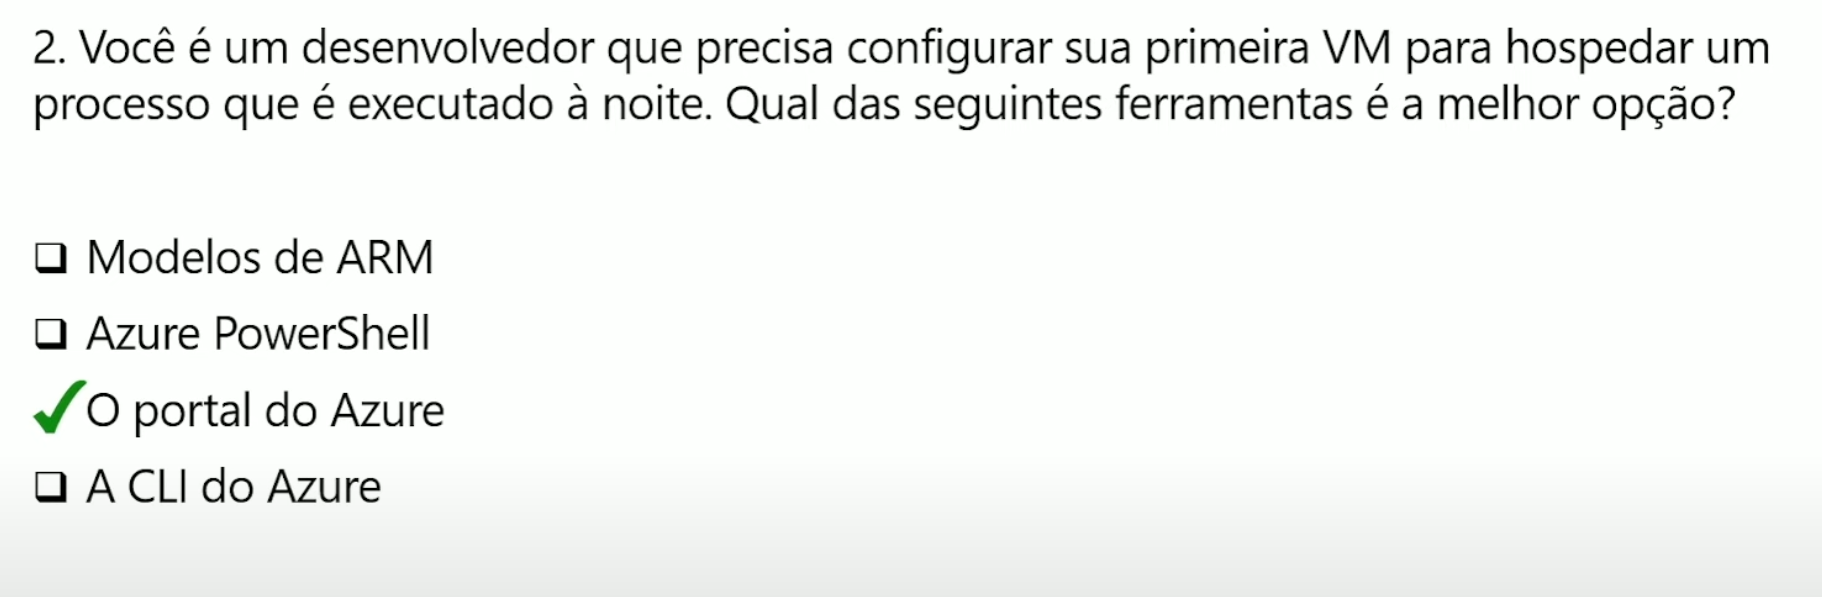 2. Você é um desenvolvedor que precisa configurar sua primeira VM para hospedar um
processo que é executado à noite. Qual das seguintes ferramentas é a melhor opção?
Modelos de ARM
Azure PowerShell
O portal do Azure
A CLI do Azure